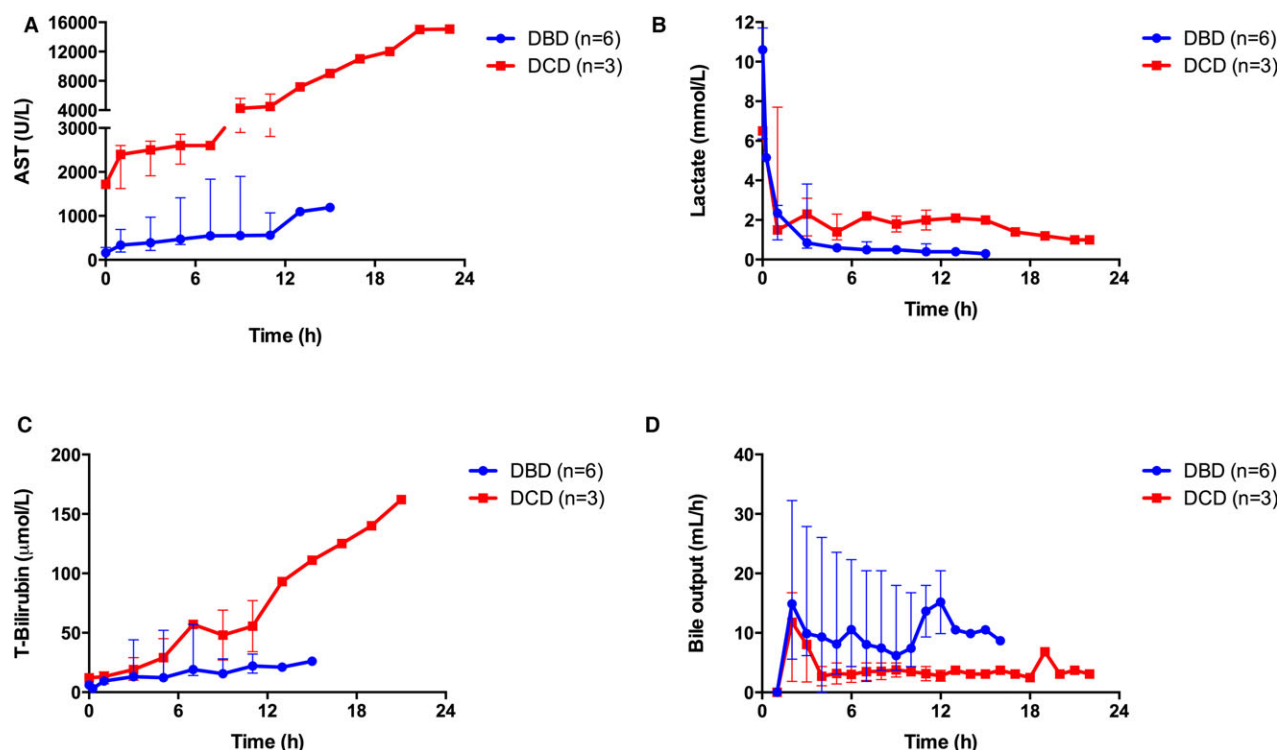 A
AST (U/L)
16000
12000
8000
4000
3000
2000
1000
0
0 6 12 18 24
Time (h)
DBD (n=6)
DCD (n=3)
B
Lactate (mmol/L)
12
10
8
6
4
2
0
0 6 12 18 24
Time (h)
DBD (n=6)
DCD (n=3)
C
T-Bilirubin (μmol/L)
200
150
100
50
0
0 6 12 18 24
Time (h)
DBD (n=6)
DCD (n=3)
D
Bile output (mL/h)
40
30
20
10
0
0 6 12 18 24
Time (h)
DBD (n=6)
DCD (n=3)